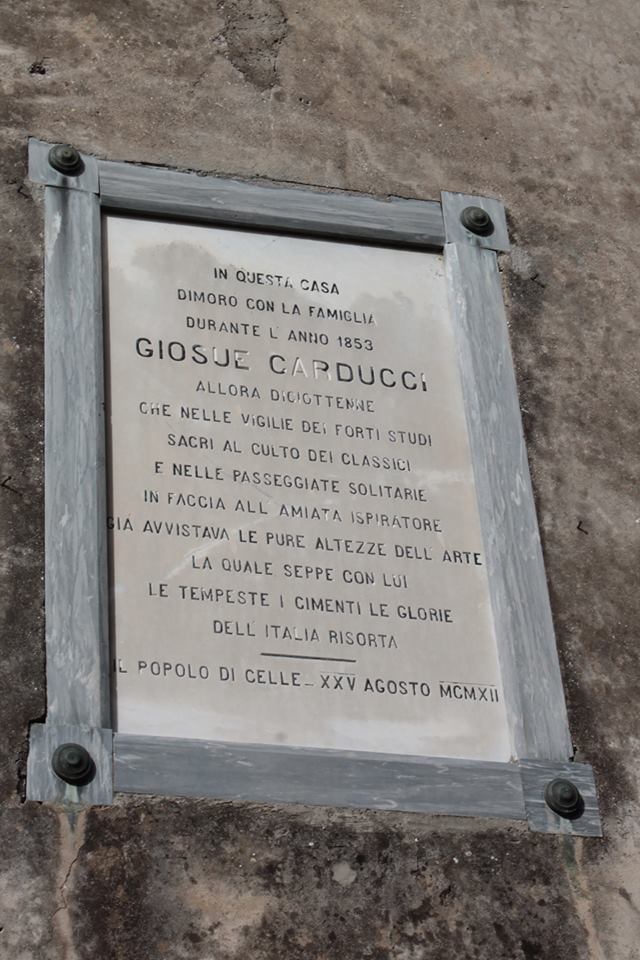 IN QUESTA CASA
DIMORO CON LA FAMIGLIA
DURANTE L'ANNO 1853
GIOSUE CARDUCCI
ALLORA DICIOTTENNE
CHE NELLE VIGILIE DEI FORTI STUDI
SACRI AL CULTO DEI CLASSICI
E NELLE PASSEGGIATE SOLITARIE
IN FACCIA ALL'AMIATA ISPIRATORE
GIA AVVISTAVA LE PURE ALTEZZE DELL'ARTE
LA QUALE SEPPE CON LUI
LE TEMPESTE I CIMENTI LE GLORIE
DELL'ITALIA RISORTA
IL POPOLO DI CELLE - XXV AGOSTO MCMXII